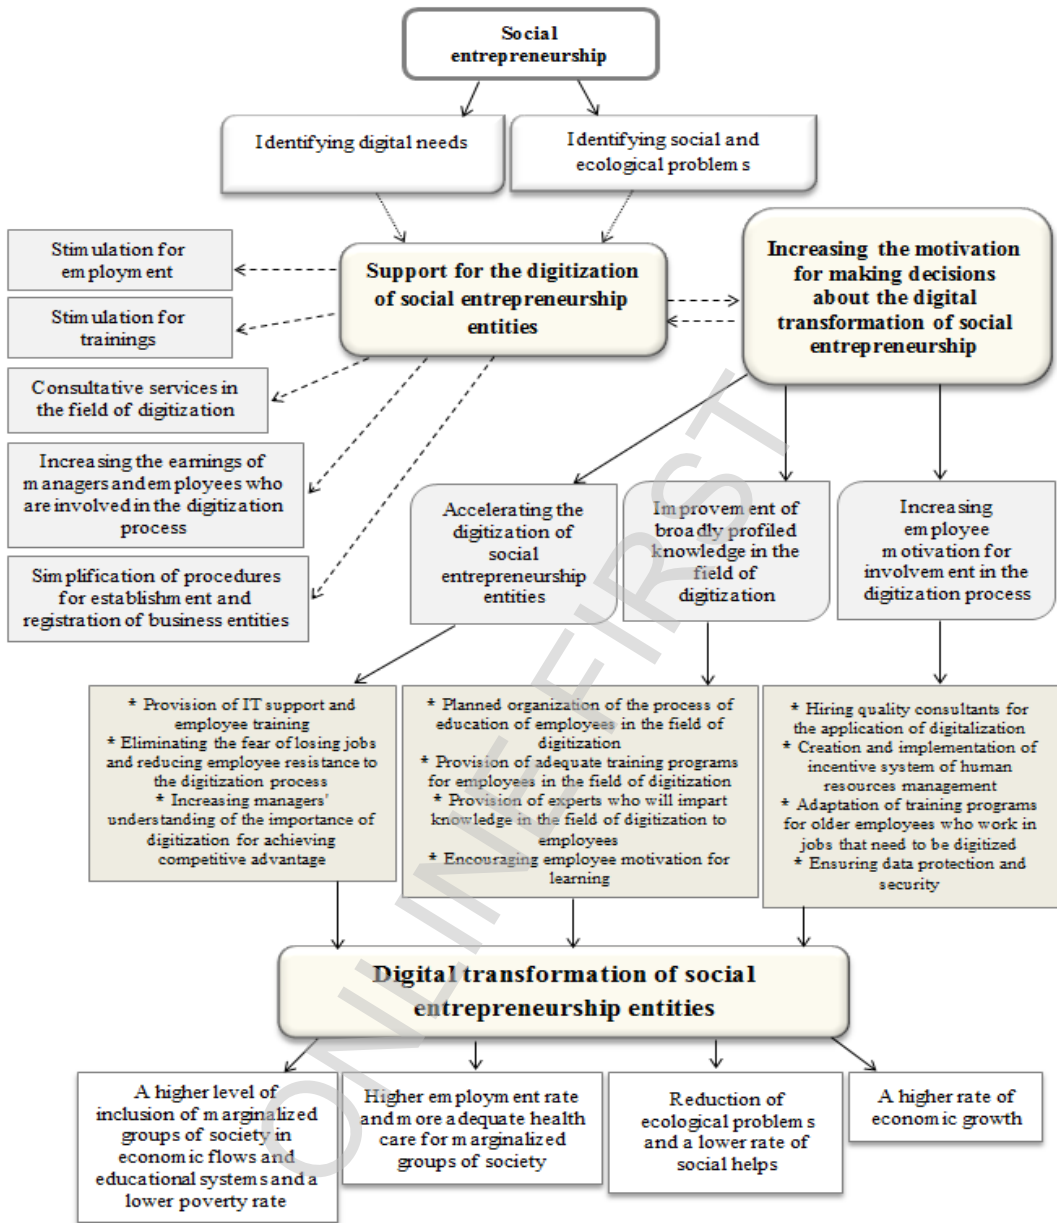 Social
entrepreneurship
Identifying digital needs
Identifying social and
ecological problems
Stimulation for
employment
Support for the digitization
of social entrepreneurship
entities
Increasing the motivation
for making decisions
about the digital
transformation of social
entrepreneurship
Stimulation for
trainings
Consultative services in
the field of digitization
Increasing the earnings of
managers and employees who
are involved in the digitization
process
Simplification of procedures
for establishment and
registration of business entities
Accelerating the
digitization of
social
entrepreneurship
entities
Improvement of
broadly profiled
knowledge in the
field of
digitization
Increasing
employee
motivation for
involvement in the
digitization process
* Provision of IT support and
employee training
* Eliminating the fear of losing jobs
and reducing employee resistance
to the digitization process
* Increasing managers'
understanding of the importance of
digitization for achieving
competitive advantage
* Planned organization of the process of
education of employees in the field of
digitization
* Provision of adequate training programs
for employees in the field of digitization
* Provision of experts who will impart
knowledge in the field of digitization to
employees
* Encouraging employee motivation for
learning
* Hiring quality consultants for
the application of digitalization
* Creation and implementation of
incentive system of human
resources management
* Adaptation of training programs
for older employees who work in
jobs that need to be digitized
* Ensuring data protection and
security
Digital transformation of social
entrepreneurship entities
A higher level of
inclusion of marginalized
groups of society in
economic flows and
educational systems and a
lower poverty rate
Higher employment rate
and more adequate health
care for marginalized
groups of society
Reduction of
ecological problems
and a lower rate of
social helps
A higher rate of
economic growth
ONLINE FIRST